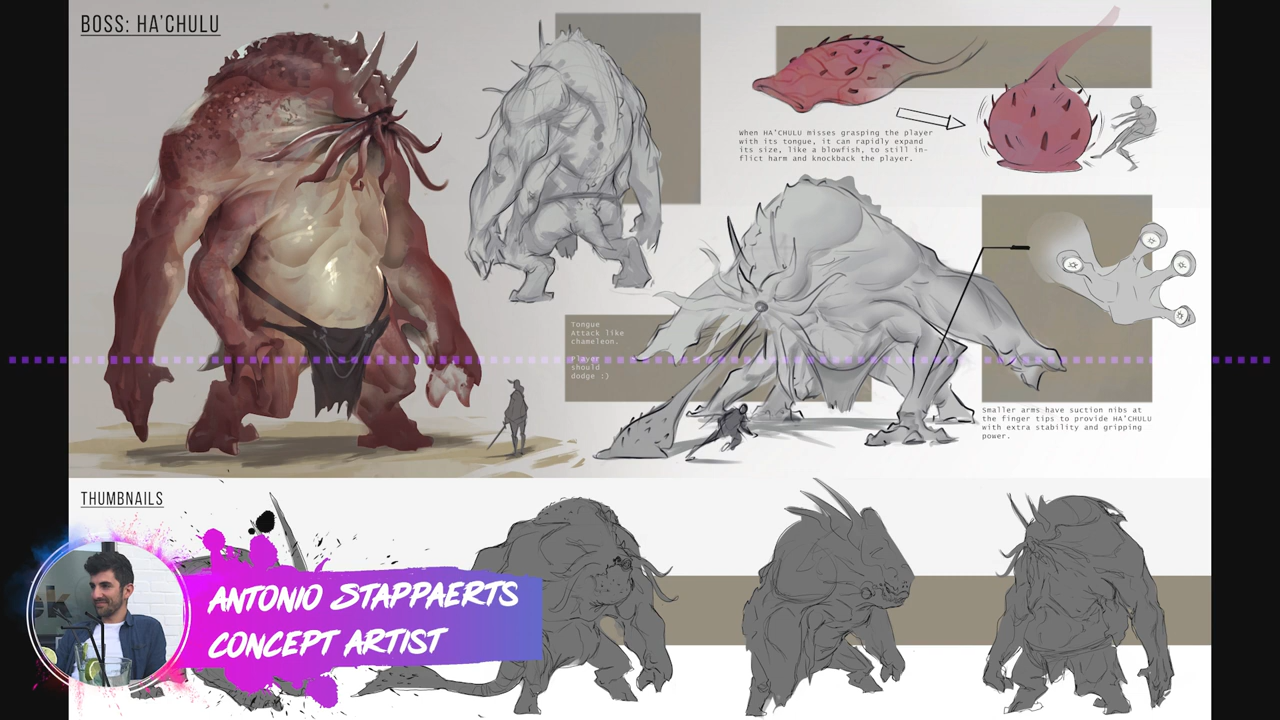 BOSS: HA'CHULU
When HA'CHULU misses grasping the player
with its tongue, it can rapidly expand
its size, like a blowfish, to still in-
flict harm and knockback the player.
Tongue
Attack like
chameleon.
Player
should
dodge :)
Smaller arms have suction nibs at
the finger tips to provide HA'CHULU
with extra stability and gripping
power.
THUMBNAILS
ANTONIO STAPPAERTS
CONCEPT ARTIST